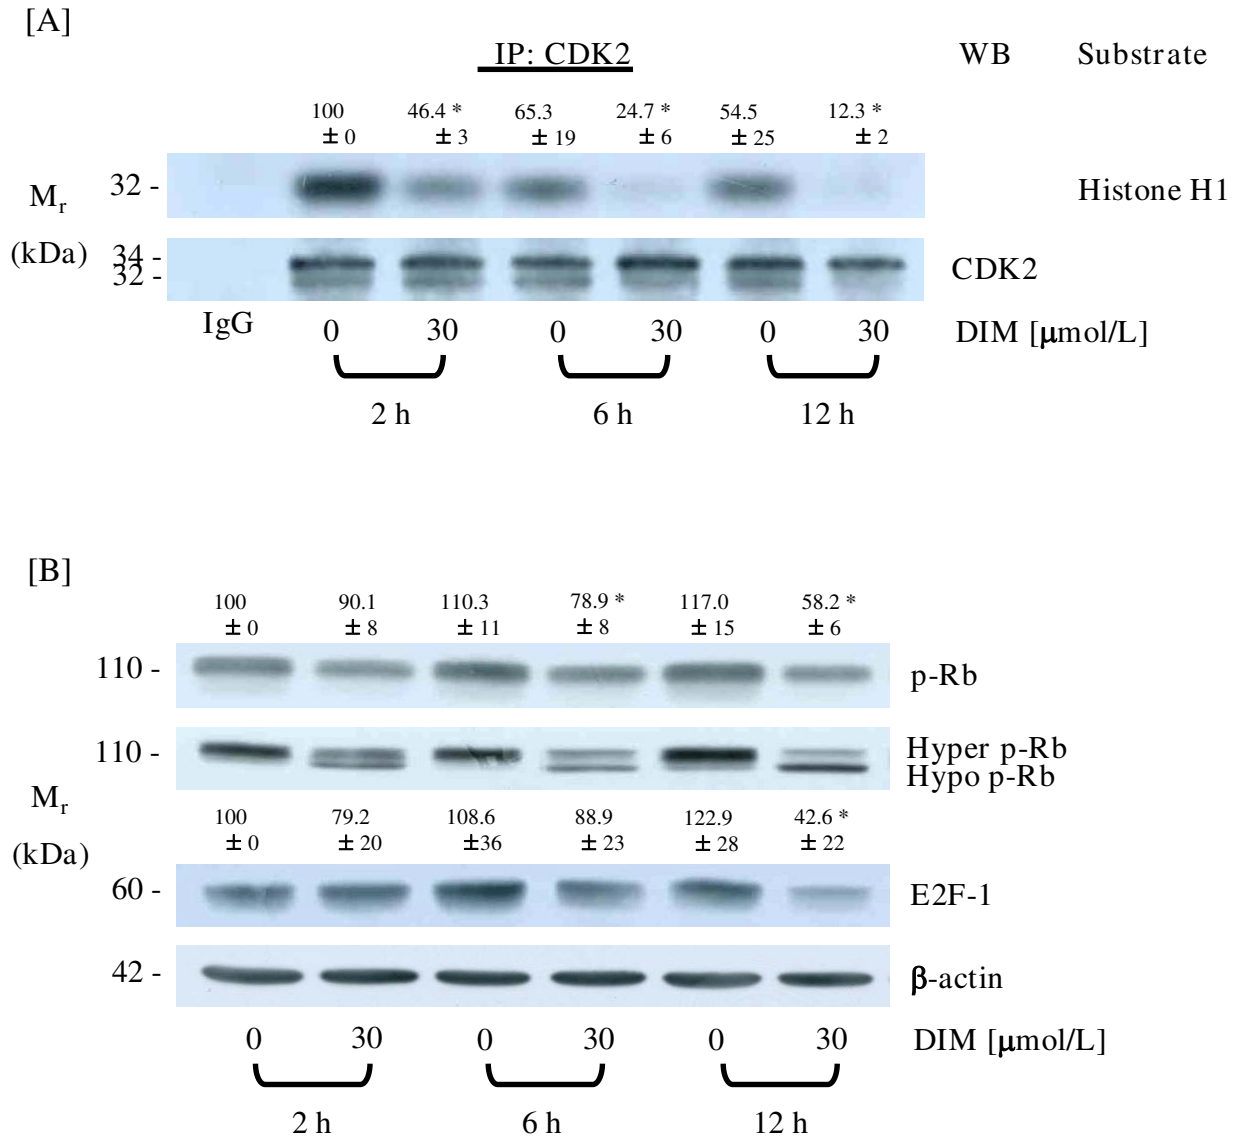 [A]
IP: CDK2 WB Substrate
100 46.4 * 65.3 24.7 * 54.5 12.3 *
± 0 ± 3 ± 19 ± 6 ± 25 ± 2
32 -
Histone H1
Mr
(kDa)
34 -
32 -
CDK2
IgG 0 30 0 30 0 30 DIM [μmol/L]
2 h 6 h 12 h
[B]
100 90.1 110.3 78.9 * 117.0 58.2 *
± 0 ± 8 ± 11 ± 8 ± 15 ± 6
110 - p-Rb
110 - Hyper p-Rb
Hypo p-Rb
Mr
(kDa)
100 79.2 108.6 88.9 122.9 42.6 *
± 0 ± 20 ±36 ± 23 ± 28 ± 22
60 - E2F-1
42 - β-actin
0 30 0 30 0 30 DIM [μmol/L]
2 h 6 h 12 h